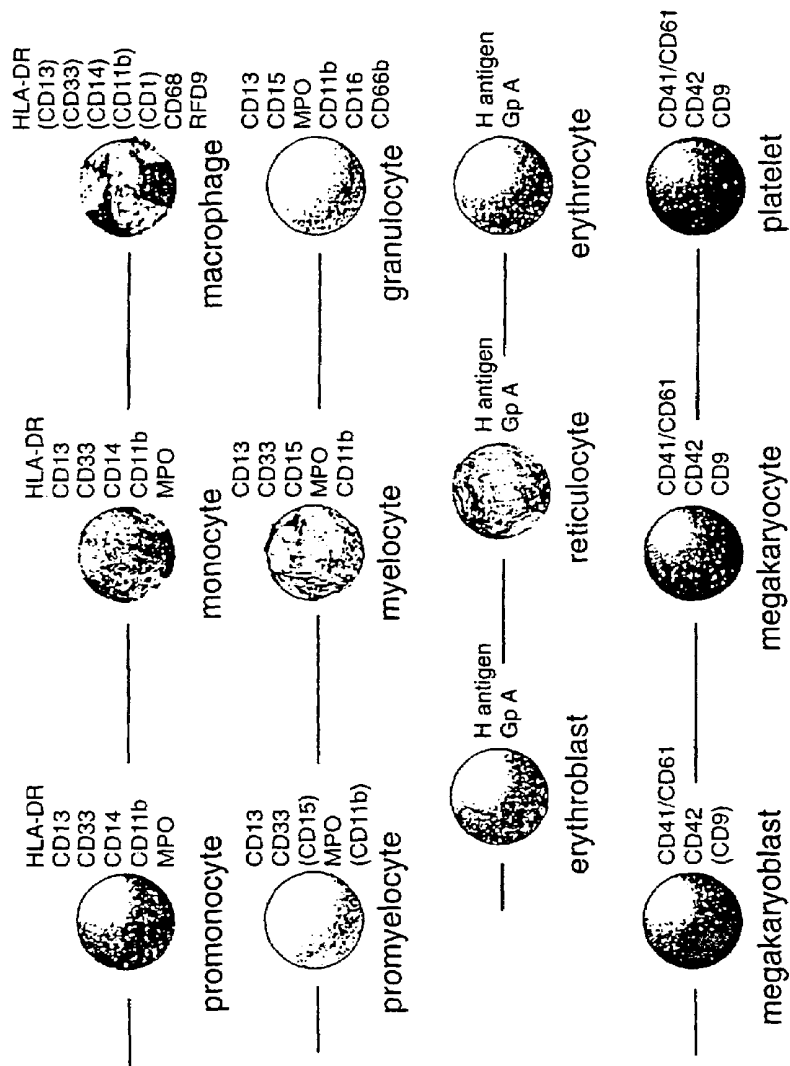 HLA-DR
CD13
CD33
CD14
CD11b
MPO
promonocyte
HLA-DR
CD13
CD33
CD14
CD11b
MPO
monocyte
HLA-DR
(CD13)
(CD33)
(CD14)
(CD11b)
(CD1)
CD68
RFD9
macrophage
CD13
CD33
(CD15)
MPO
(CD11b)
promyelocyte
CD13
CD33
CD15
MPO
CD11b
myelocyte
CD13
CD15
MPO
CD11b
CD16
CD66b
granulocyte
H antigen
Gp A
erythroblast
H antigen
Gp A
reticulocyte
H antigen
Gp A
erythrocyte
CD41/CD61
CD42
(CD9)
megakaryoblast
CD41/CD61
CD42
CD9
megakaryocyte
CD41/CD61
CD42
CD9
platelet